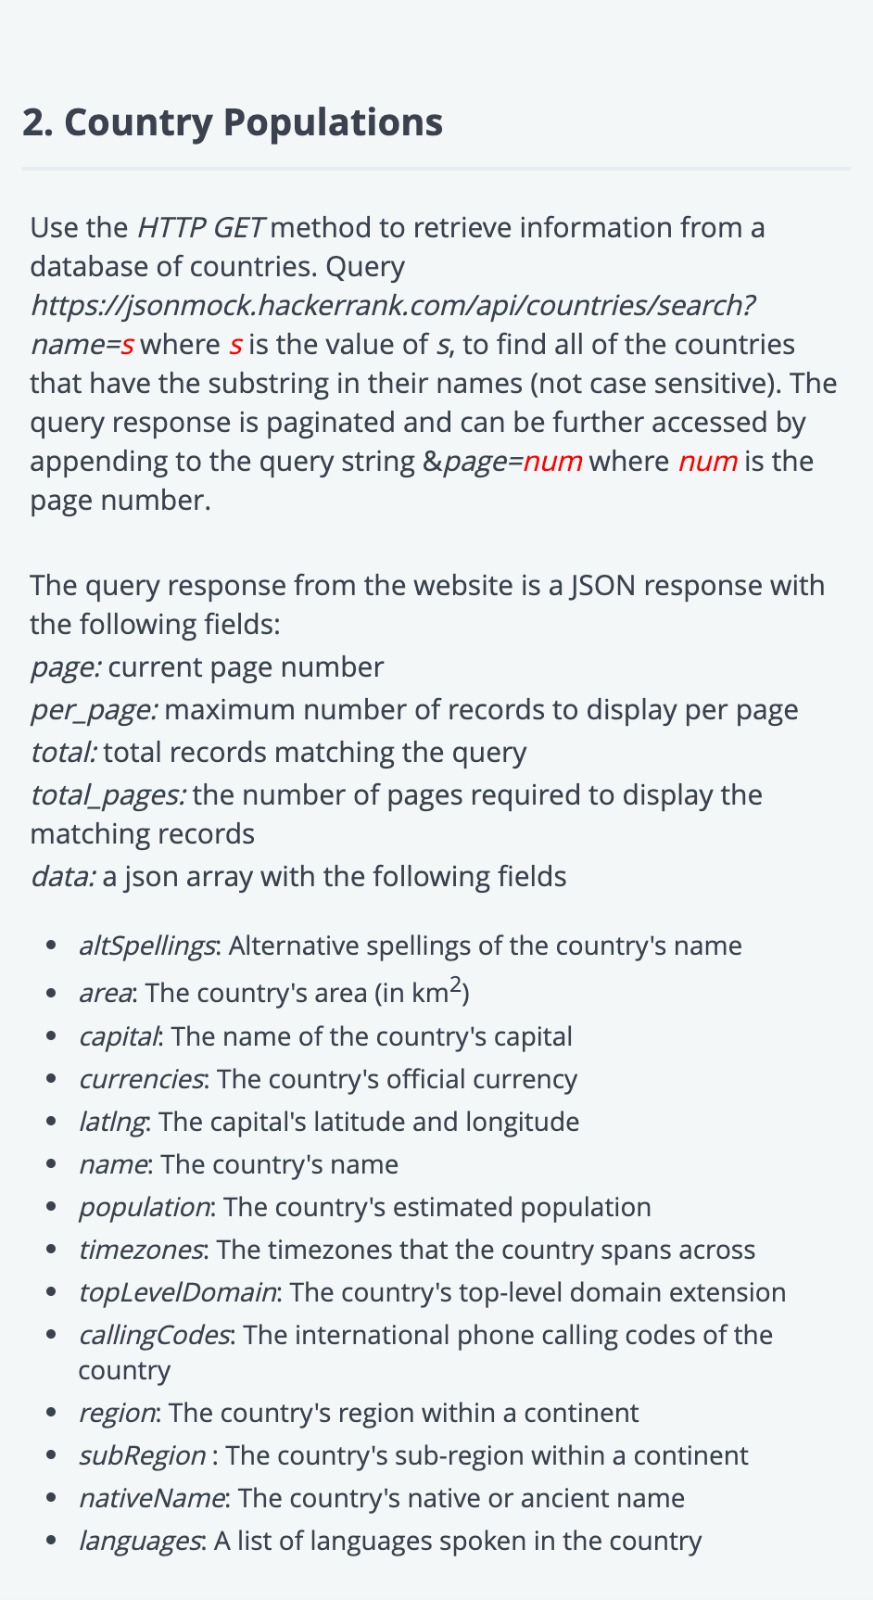 2. Country Populations
Use the HTTP GET method to retrieve information from a
database of countries. Query
https://jsonmock.hackerrank.com/api/countries/search?
name=s where s is the value of s, to find all of the countries
that have the substring in their names (not case sensitive). The
query response is paginated and can be further accessed by
appending to the query string &page=num where num is the
page number.
The query response from the website is a JSON response with
the following fields:
page: current page number
per_page: maximum number of records to display per page
total: total records matching the query
total_pages: the number of pages required to display the
matching records
data: a json array with the following fields
• altSpellings: Alternative spellings of the country's name
• area: The country's area (in km²)
• capital: The name of the country's capital
• currencies: The country's official currency
• latlng: The capital's latitude and longitude
• name: The country's name
• population: The country's estimated population
• timezones: The timezones that the country spans across
• topLevelDomain: The country's top-level domain extension
• callingCodes: The international phone calling codes of the
country
• region: The country's region within a continent
• subRegion : The country's sub-region within a continent
• nativeName: The country's native or ancient name
• languages: A list of languages spoken in the country